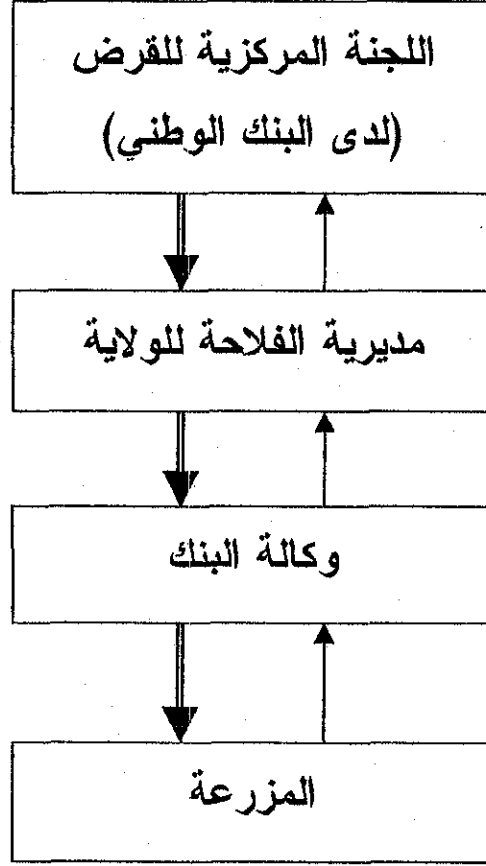 اللجنة المركزية للقرض
(لدى البنك الوطني)
مديرية الفلاحة للولاية
وكالة البنك
المزرعة